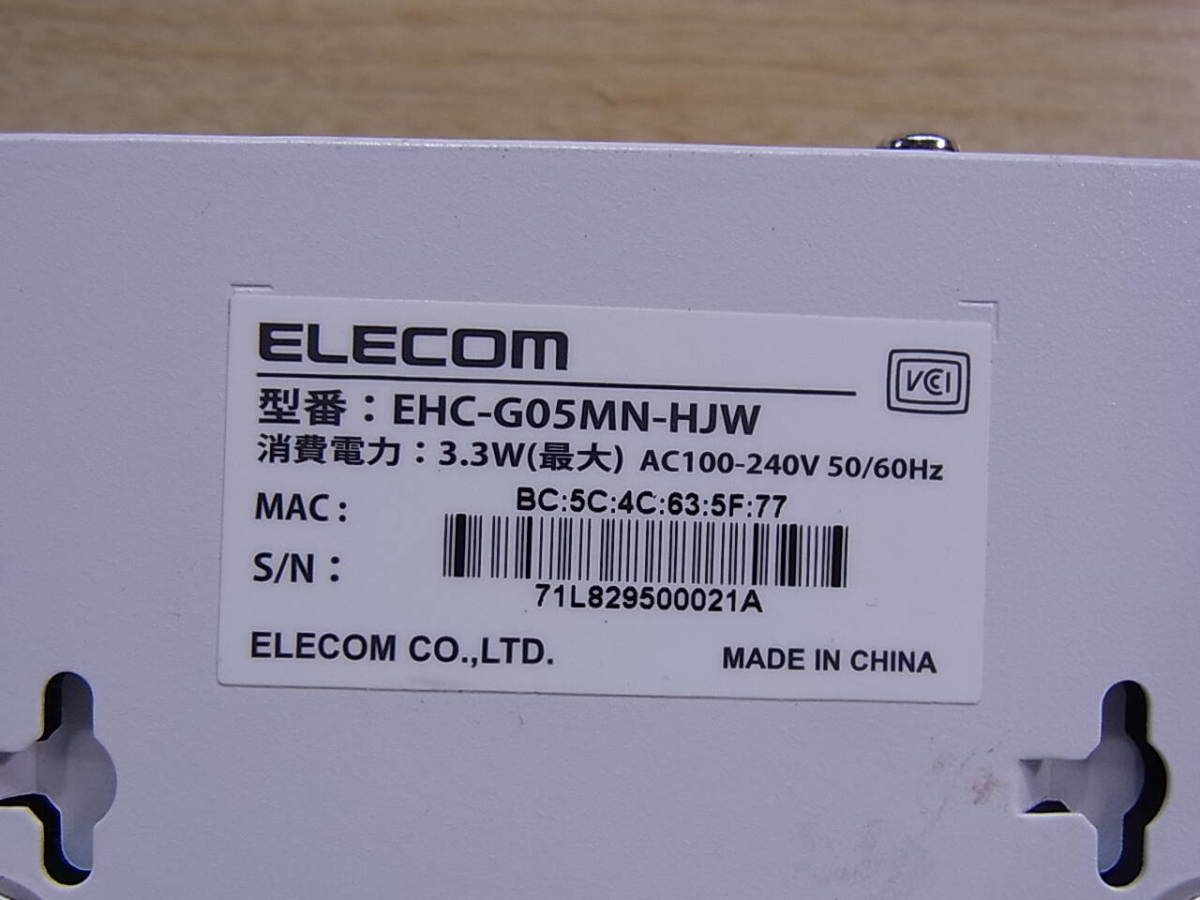 ELECOM
VCCI
型番：EHC-G05MN-HJW
消費電力：3.3W(最大) AC100-240V 50/60Hz
MAC: BC:5C:4C:63:5F:77
S/N： 71L829500021A
ELECOM CO.,LTD. MADE IN CHINA